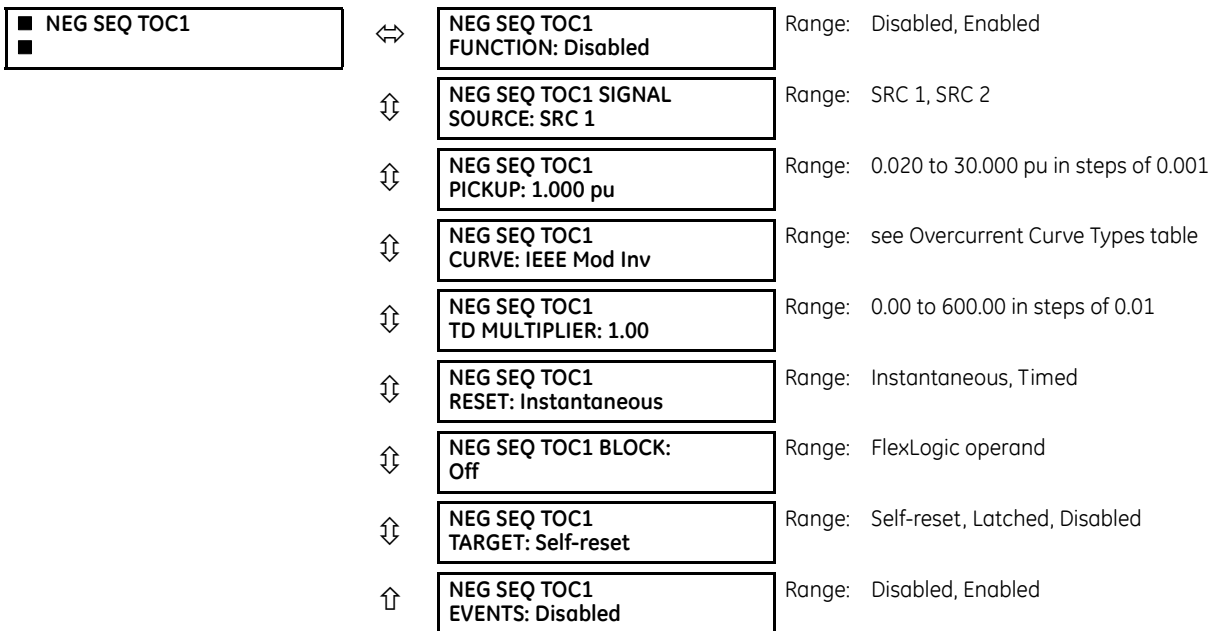 ■ NEG SEQ TOC1
■
NEG SEQ TOC1
FUNCTION: Disabled
Range: Disabled, Enabled
NEG SEQ TOC1 SIGNAL
SOURCE: SRC 1
Range: SRC 1, SRC 2
NEG SEQ TOC1
PICKUP: 1.000 pu
Range: 0.020 to 30.000 pu in steps of 0.001
NEG SEQ TOC1
CURVE: IEEE Mod Inv
Range: see Overcurrent Curve Types table
NEG SEQ TOC1
TD MULTIPLIER: 1.00
Range: 0.00 to 600.00 in steps of 0.01
NEG SEQ TOC1
RESET: Instantaneous
Range: Instantaneous, Timed
NEG SEQ TOC1 BLOCK:
Off
Range: FlexLogic operand
NEG SEQ TOC1
TARGET: Self-reset
Range: Self-reset, Latched, Disabled
NEG SEQ TOC1
EVENTS: Disabled
Range: Disabled, Enabled